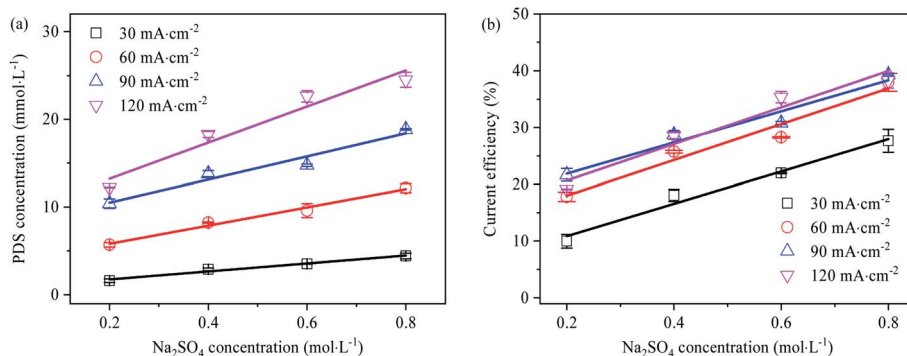 (a)
30 mA·cm⁻²
60 mA·cm⁻²
90 mA·cm⁻²
120 mA·cm⁻²
PDS concentration (mmol·L⁻¹)
30
20
10
0
0.2 0.4 0.6 0.8
Na₂SO₄ concentration (mol·L⁻¹)
(b)
Current efficiency (%)
50
40
30
20
10
0
30 mA·cm⁻²
60 mA·cm⁻²
90 mA·cm⁻²
120 mA·cm⁻²
0.2 0.4 0.6 0.8
Na₂SO₄ concentration (mol·L⁻¹)